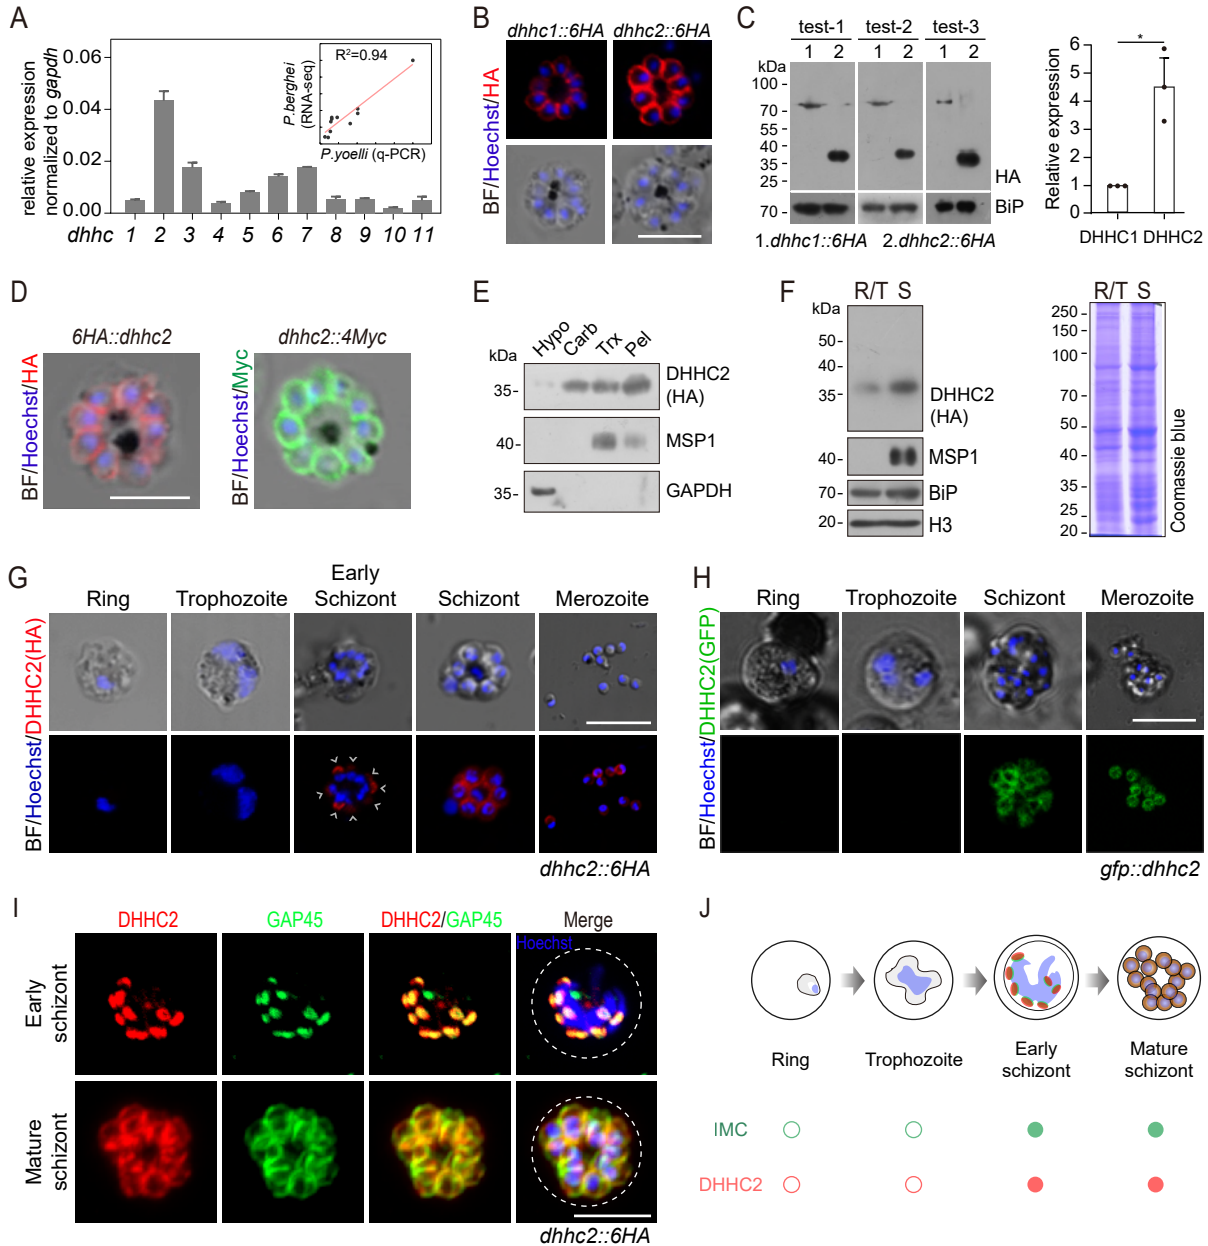 A
relative expression
normalized to gapdh
0.06
0.04
0.02
0.00
R²=0.94
P.berghei
(RNA-seq)
P.yoelli (q-PCR)
dhhc 1 2 3 4 5 6 7 8 9 10 11
B
dhhc1::6HA dhhc2::6HA
BF/Hoechst/HA
C
test-1 test-2 test-3
1 2 1 2 1 2
kDa
100
70
55
40
35
25
HA
70
BiP
1.dhhc1::6HA 2.dhhc2::6HA
Relative expression
6
5
4
3
2
1
0
*
DHHC1 DHHC2
D
6HA::dhhc2 dhhc2::4Myc
BF/Hoechst/HA
BF/Hoechst/Myc
E
Hypo Carb Trx Pel
kDa
35
DHHC2
(HA)
40
MSP1
35
GAPDH
F
R/T S
kDa
50
40
35
DHHC2
(HA)
40
MSP1
70
BiP
20
H3
R/T S
250
150
100
70
50
40
35
25
20
Coomassie blue
G
Ring Trophozoite Early Schizont Schizont Merozoite
BF/Hoechst/DHHC2(HA)
dhhc2::6HA
H
Ring Trophozoite Schizont Merozoite
BF/Hoechst/DHHC2(GFP)
gfp::dhhc2
I
DHHC2 GAP45 DHHC2/GAP45 Merge
Hoechst
Early
schizont
Mature
schizont
dhhc2::6HA
J
Ring Trophozoite Early schizont Mature schizont
IMC
DHHC2